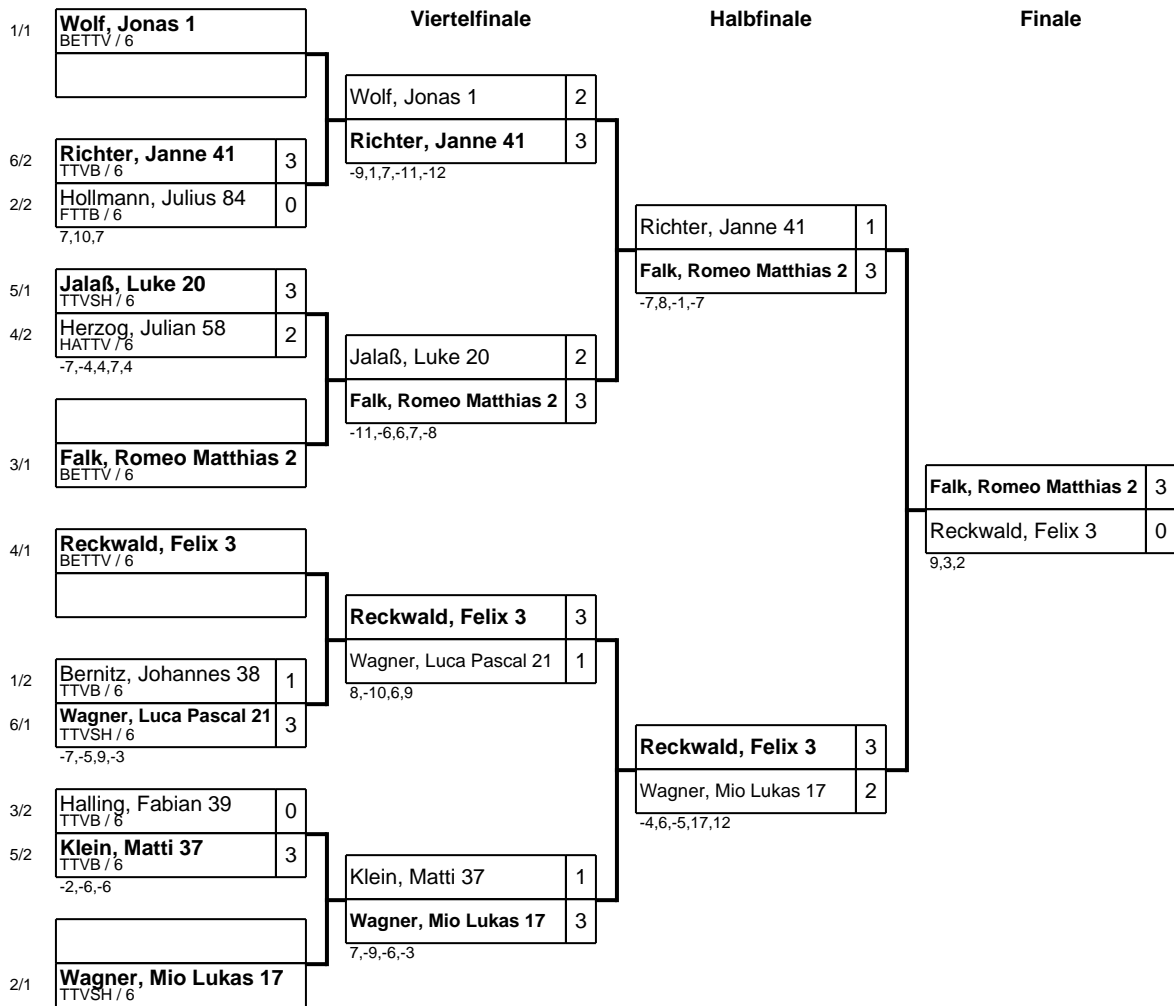 Viertelfinale
Halbfinale
Finale
1/1
Wolf, Jonas 1
BETTV / 6
6/2
Richter, Janne 41
3
TTVB / 6
2/2
Hollmann, Julius 84
0
FTTB / 6
7,10,7
5/1
Jalaß, Luke 20
3
TTVSH / 6
4/2
Herzog, Julian 58
2
HATTV / 6
-7,-4,4,7,4
3/1
Falk, Romeo Matthias 2
BETTV / 6
4/1
Reckwald, Felix 3
BETTV / 6
1/2
Bernitz, Johannes 38
1
TTVB / 6
6/1
Wagner, Luca Pascal 21
3
TTVSH / 6
-7,-5,9,-3
3/2
Halling, Fabian 39
0
TTVB / 6
5/2
Klein, Matti 37
3
TTVB / 6
-2,-6,-6
2/1
Wagner, Mio Lukas 17
TTVSH / 6
Wolf, Jonas 1
2
Richter, Janne 41
3
-9,1,7,-11,-12
Jalaß, Luke 20
2
Falk, Romeo Matthias 2
3
-11,-6,6,7,-8
Reckwald, Felix 3
3
Wagner, Luca Pascal 21
1
8,-10,6,9
Klein, Matti 37
1
Wagner, Mio Lukas 17
3
7,-9,-6,-3
Richter, Janne 41
1
Falk, Romeo Matthias 2
3
-7,8,-1,-7
Reckwald, Felix 3
3
Wagner, Mio Lukas 17
2
-4,6,-5,17,12
Falk, Romeo Matthias 2
3
Reckwald, Felix 3
0
9,3,2